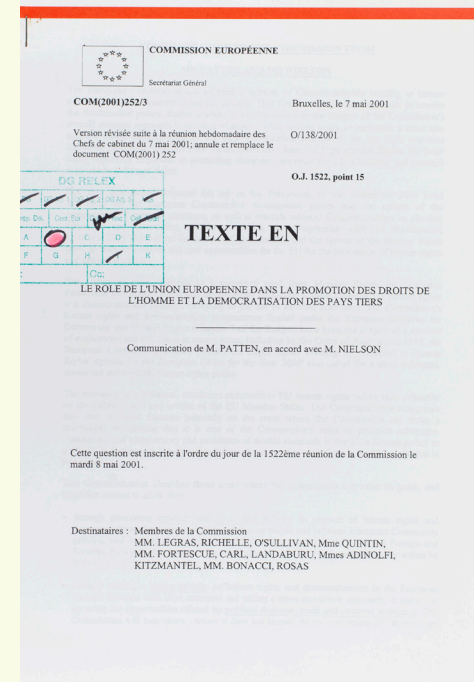 COMMISSION EUROPÉENNE
Secrétariat Général
COM(2001)252/3
Bruxelles, le 7 mai 2001
Version révisée suite à la réunion hebdomadaire des
Chefs de cabinet du 7 mai 2001; annule et remplace le
document COM(2001) 252
O/138/2001
O.J. 1522, point 15
DG RELEX
A C D E
F G H K
Cc:
TEXTE EN
LE ROLE DE L'UNION EUROPEENNE DANS LA PROMOTION DES DROITS DE
L'HOMME ET LA DEMOCRATISATION DES PAYS TIERS
Communication de M. PATTEN, en accord avec M. NIELSON
Cette question est inscrite à l'ordre du jour de la 1522ème réunion de la Commission le
mardi 8 mai 2001.
Destinataires : Membres de la Commission
MM. LEGRAS, RICHELLE, O'SULLIVAN, Mme QUINTIN,
MM. FORTESCUE, CARL, LANDABURU, Mmes ADINOLFI,
KITZMANTEL, MM. BONACCI, ROSAS